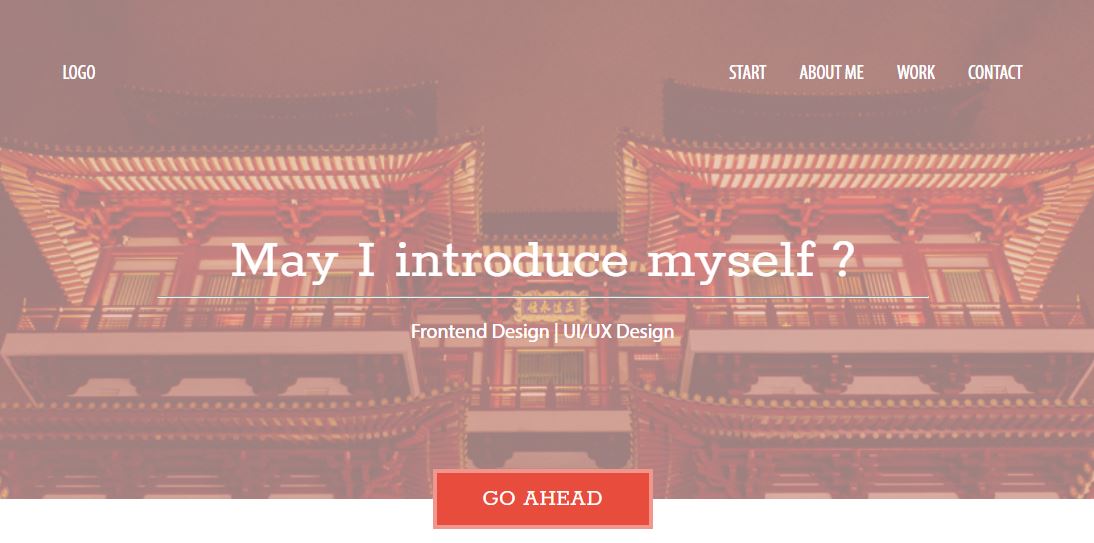 LOGO
START ABOUT ME WORK CONTACT
May I introduce myself ?
Frontend Design | UI/UX Design
GO AHEAD